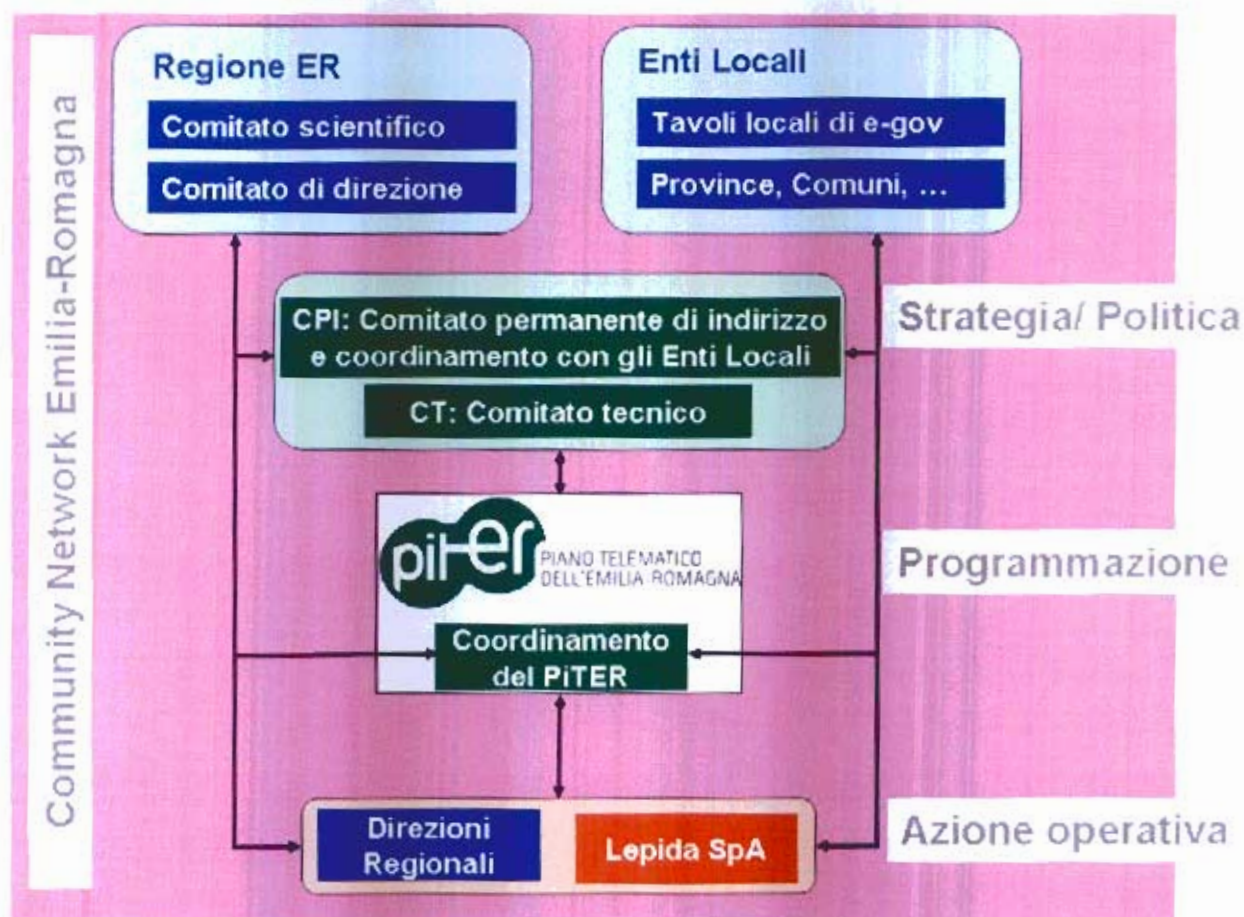 Community Network Emilia-Romagna
Regione ER
Comitato scientifico
Comitato di direzione
Enti Locali
Tavoli locali di e-gov
Province, Comuni, ...
CPI: Comitato permanente di indirizzo
e coordinamento con gli Enti Locali
CT: Comitato tecnico
Strategia/ Politica
piter
PIANO TELEMATICO
DELL'EMILIA ROMAGNA
Coordinamento
del PiTER
Programmazione
Direzioni
Regionali
Lepida SpA
Azione operativa